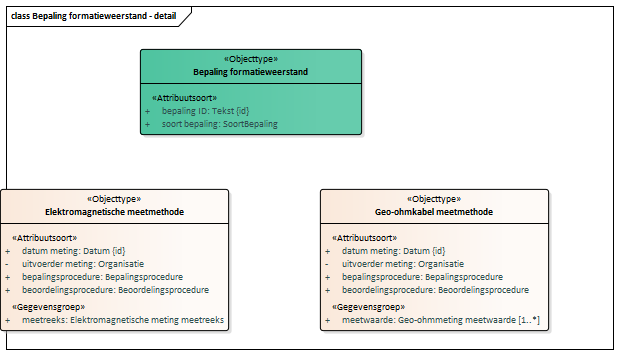 class Bepaling formatieweerstand - detail
«Objecttype»
Bepaling formatieweerstand
«Attribuutsoort»
+ bepaling ID: Tekst {id}
+ soort bepaling: SoortBepaling
«Objecttype»
Elektromagnetische meetmethode
«Attribuutsoort»
+ datum meting: Datum {id}
- uitvoerder meting: Organisatie
+ bepalingsprocedure: Bepalingsprocedure
+ beoordelingsprocedure: Beoordelingsprocedure
«Gegevensgroep»
+ meetreeks: Elektromagnetische meting meetreeks
«Objecttype»
Geo-ohmkabel meetmethode
«Attribuutsoort»
+ datum meting: Datum {id}
- uitvoerder meting: Organisatie
+ bepalingsprocedure: Bepalingsprocedure
+ beoordelingsprocedure: Beoordelingsprocedure
«Gegevensgroep»
+ meetwaarde: Geo-ohmmeting meetwaarde [1..*]